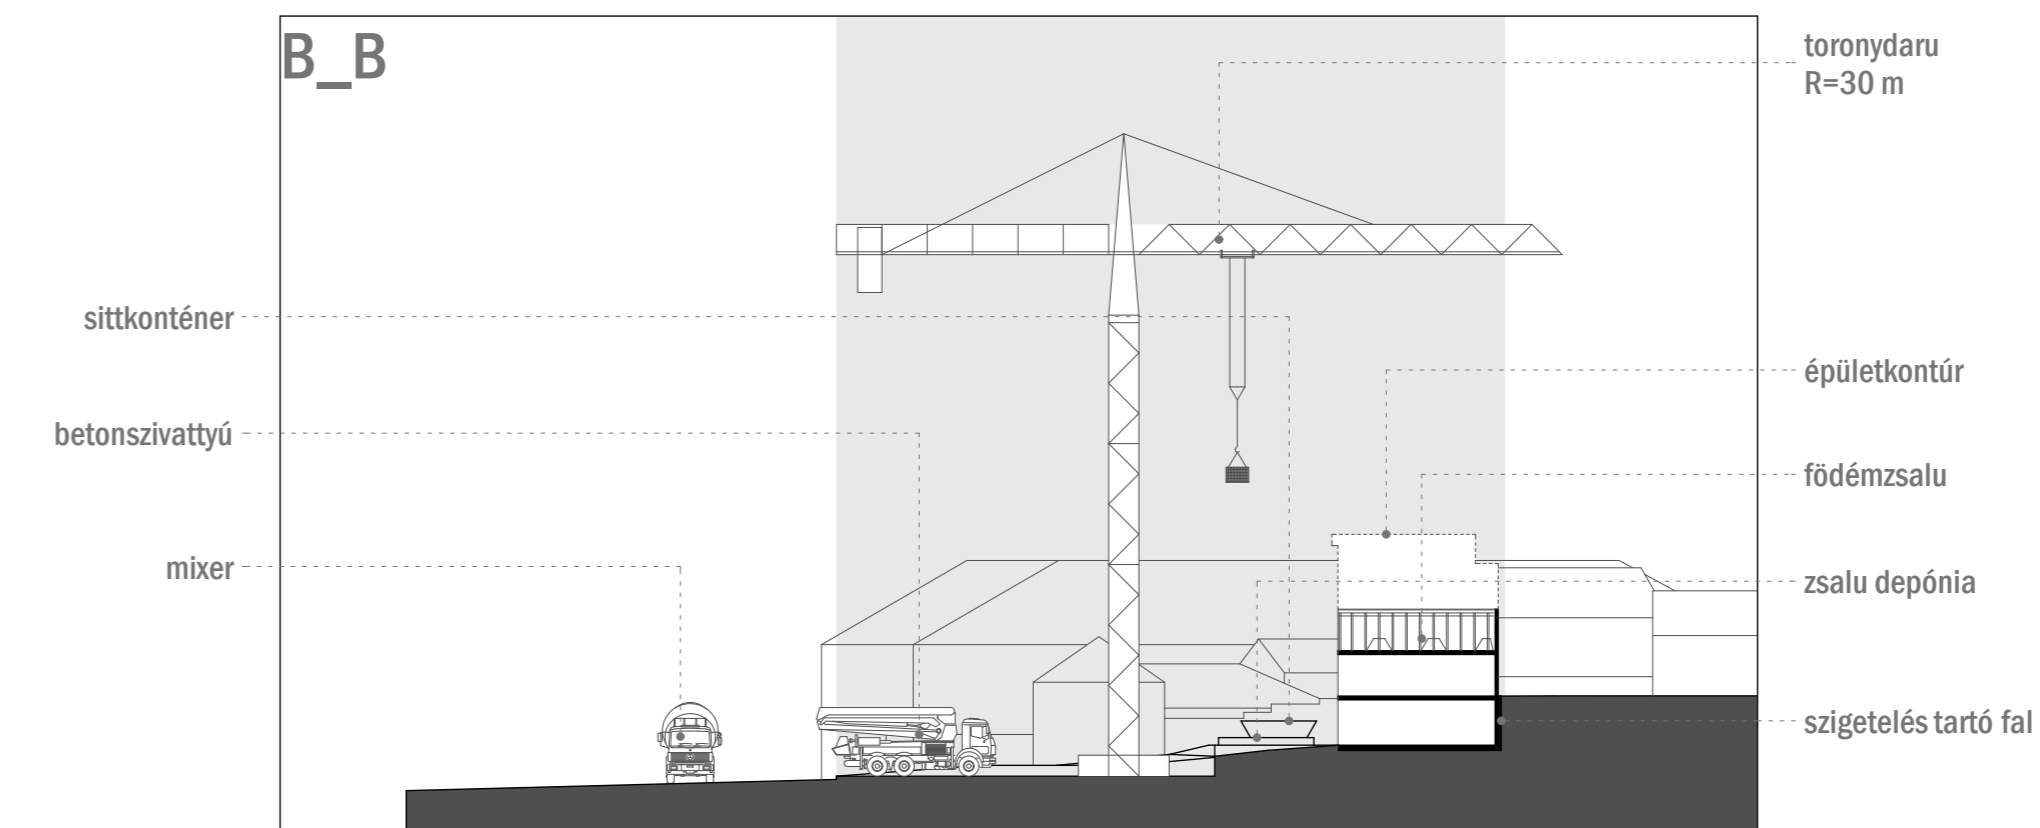 B_B
toronydaru
R=30 m
sittkonténer
épületkontúr
betonszivattyú
födémzsalu
mixer
zsalu depónia
szigetelés tartó fal